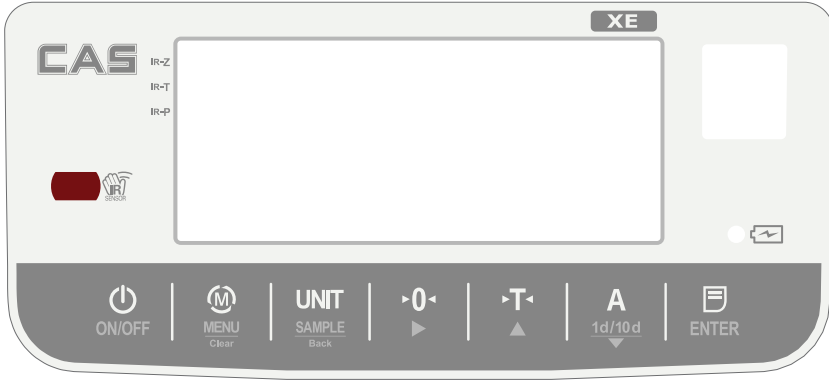 XE
CAS
IR-Z
IR-T
IR-P
IR
SENSOR
ON/OFF
M
MENU
Clear
UNIT
SAMPLE
Back
0
T
A
1d/10d
ENTER